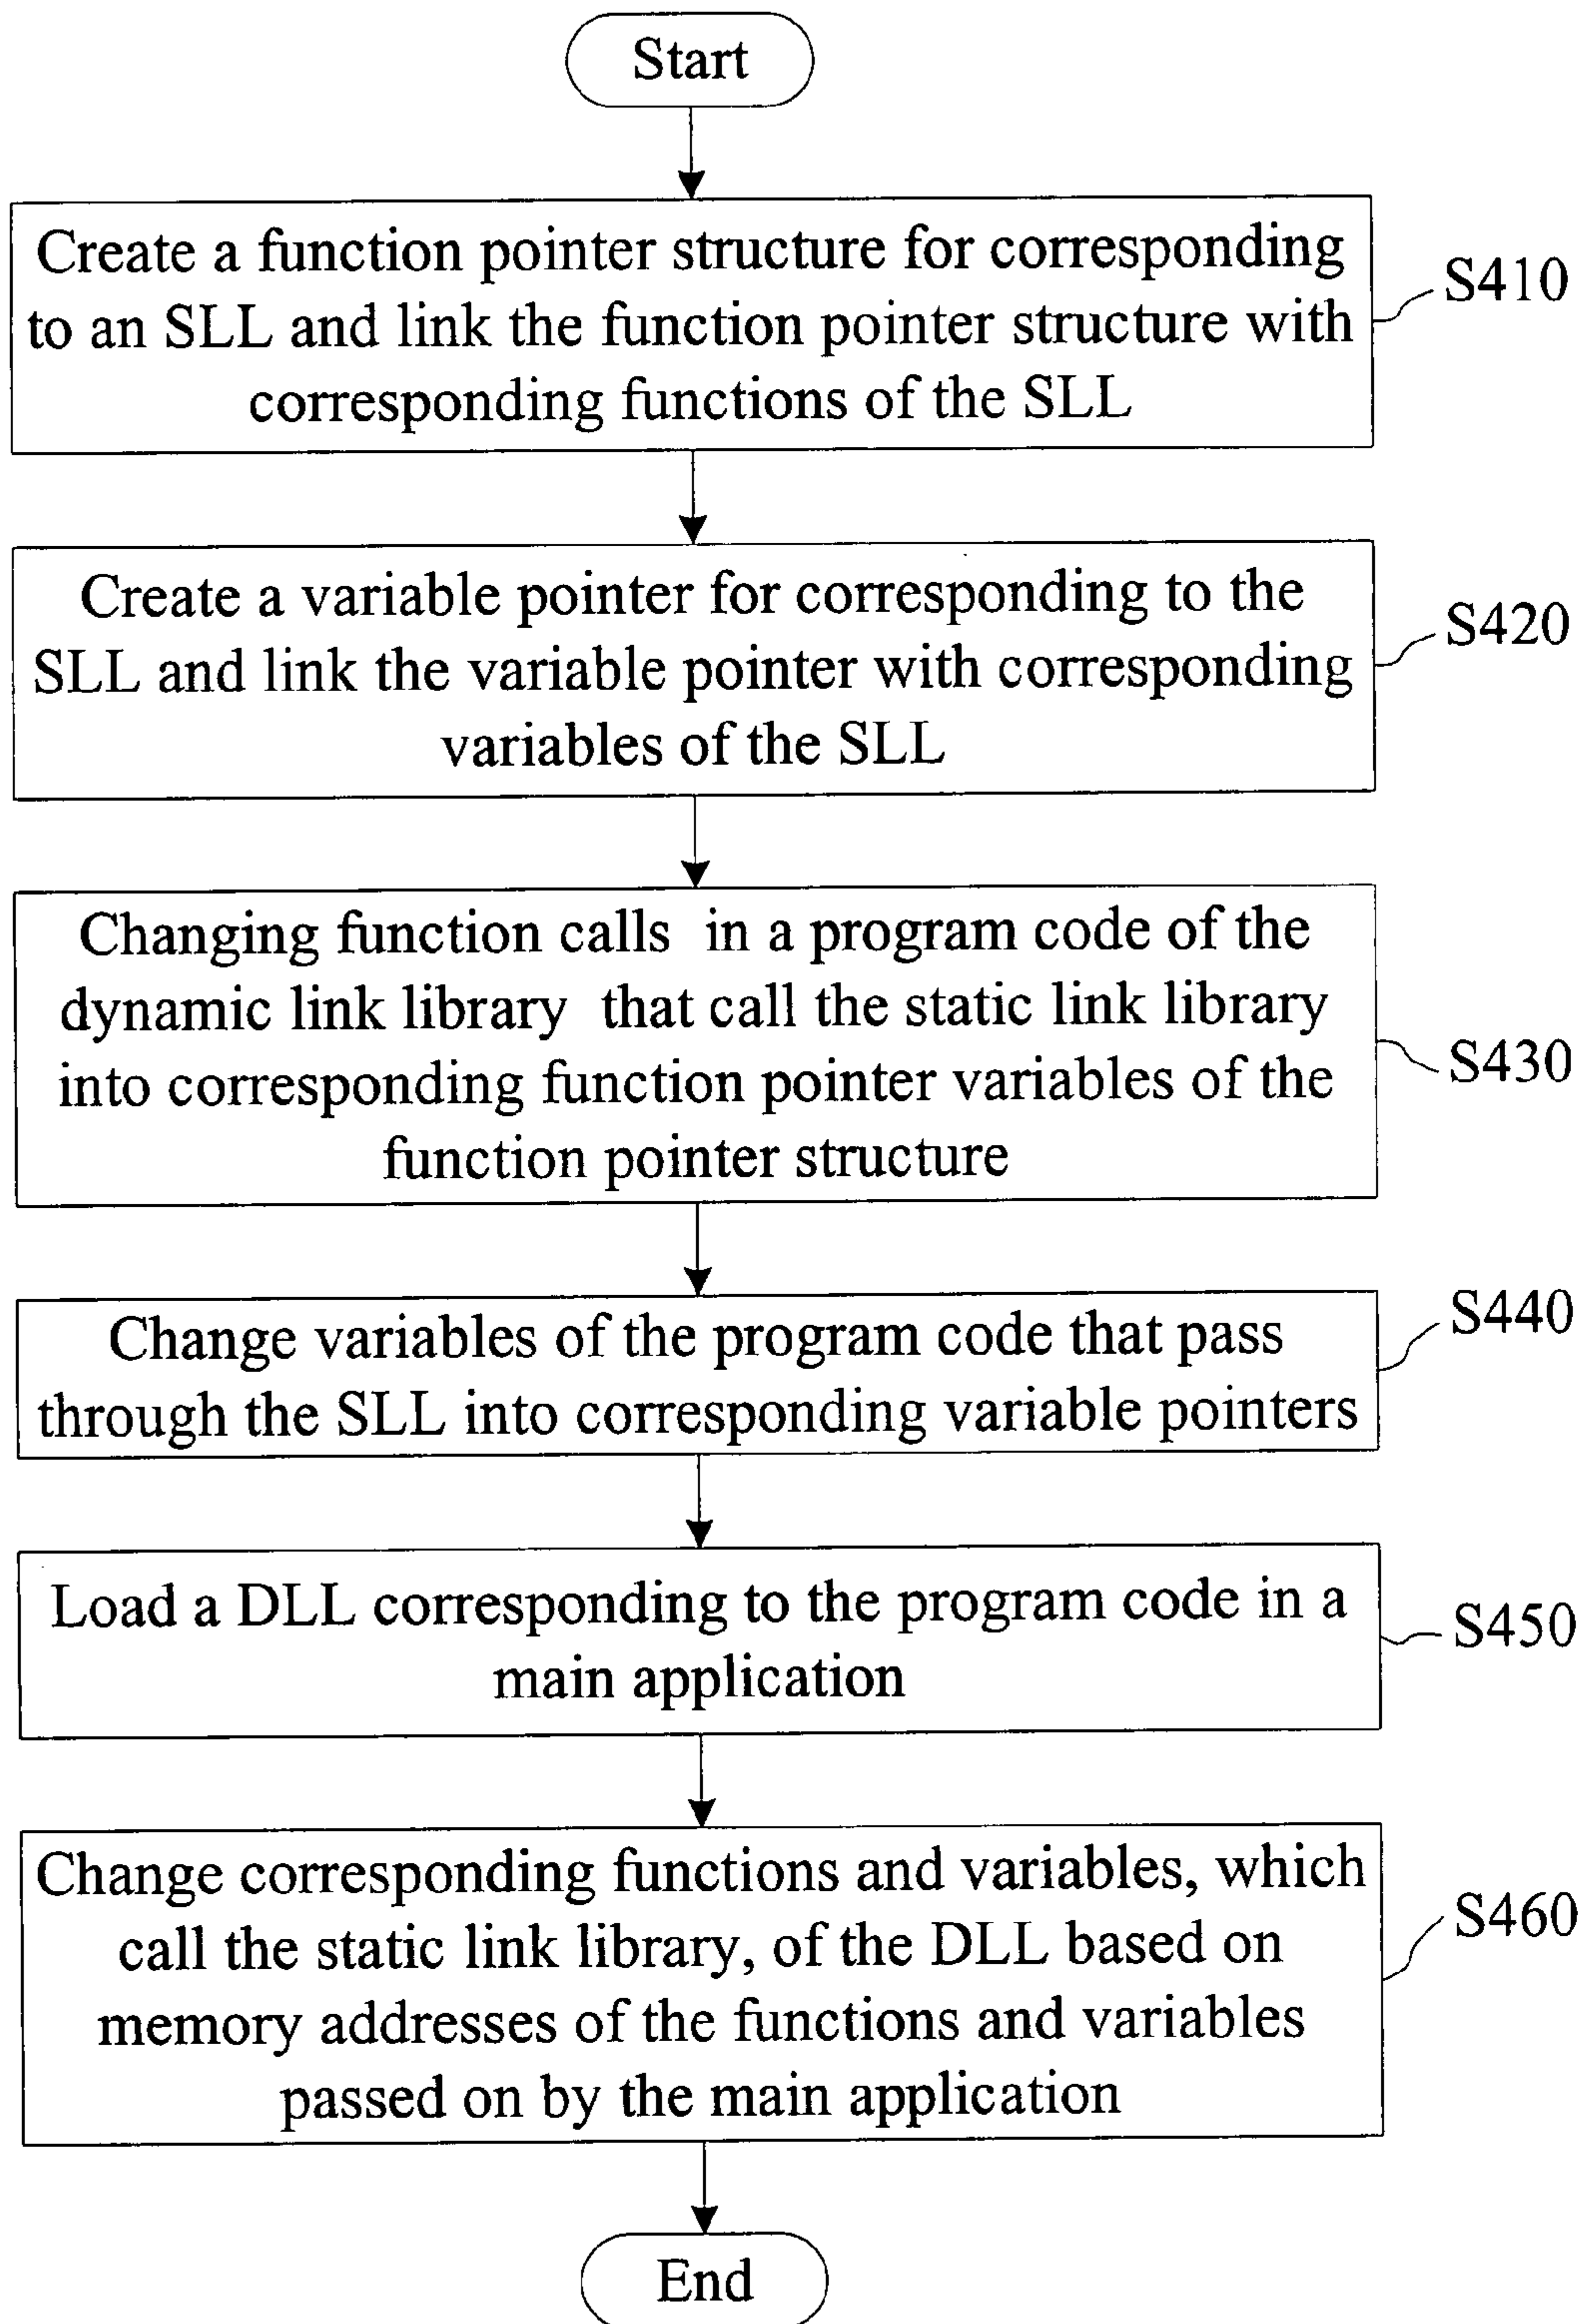 Start
Create a function pointer structure for corresponding
to an SLL and link the function pointer structure with
corresponding functions of the SLL
S410
Create a variable pointer for corresponding to the
SLL and link the variable pointer with corresponding
variables of the SLL
S420
Changing function calls in a program code of the
dynamic link library that call the static link library
into corresponding function pointer variables of the
function pointer structure
S430
Change variables of the program code that pass
through the SLL into corresponding variable pointers
S440
Load a DLL corresponding to the program code in a
main application
S450
Change corresponding functions and variables, which
call the static link library, of the DLL based on
memory addresses of the functions and variables
passed on by the main application
S460
End